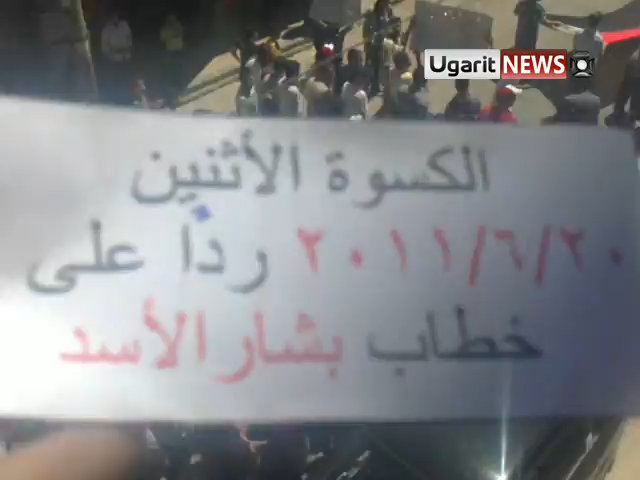 Ugarit NEWS
الكسوة الأثنين
٢٠١١/٦/٢٠ رداً على
خطاب بشار الأسد